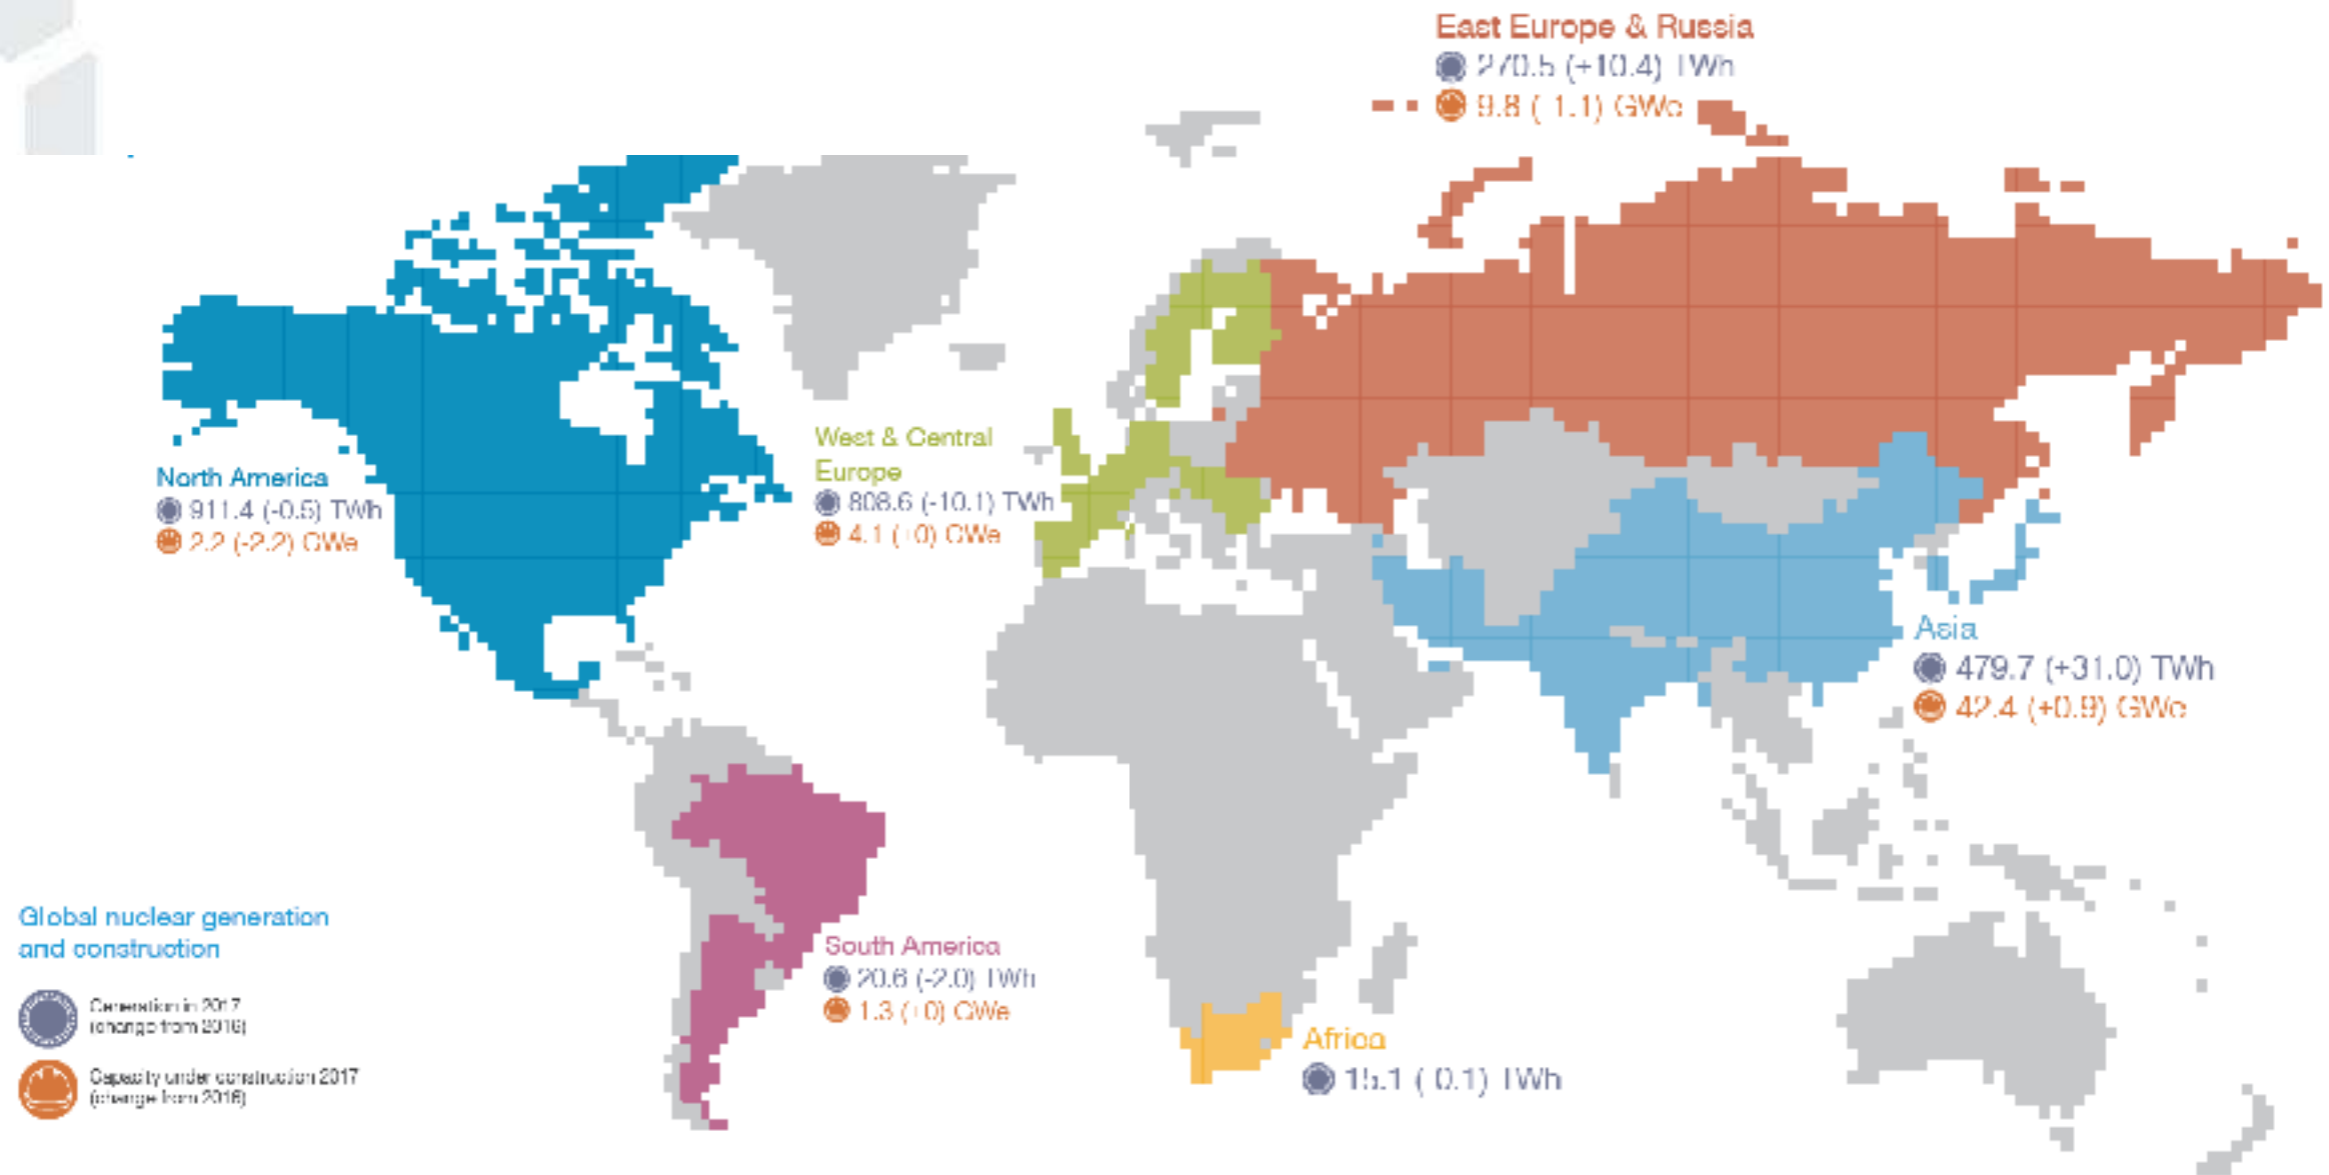 East Europe & Russia
270.5 (+10.4) TWh
9.8 (-1.1) GWe
North America
911.4 (-0.5) TWh
2.2 (-2.2) GWe
West & Central
Europe
808.6 (-10.1) TWh
4.1 (+0) GWe
Asia
479.7 (+31.0) TWh
42.4 (+0.9) GWe
South America
20.6 (-2.0) TWh
1.3 (+0) GWe
Africa
15.1 (-0.1) TWh
Global nuclear generation
and construction
Generation in 2017
(change from 2016)
Capacity under construction 2017
(change from 2016)